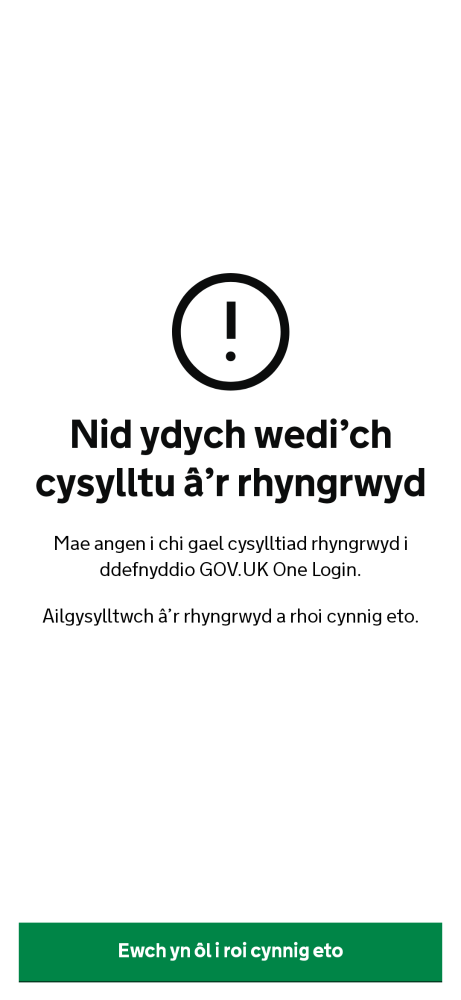 Nid ydych wedi’ch
cysylltu â’r rhyngrwyd
Mae angen i chi gael cysylltiad rhyngrwyd i
ddefnyddio GOV.UK One Login.
Ailgysylltwch â’r rhyngrwyd a rhoi cynnig eto.
Ewch yn ôl i roi cynnig eto